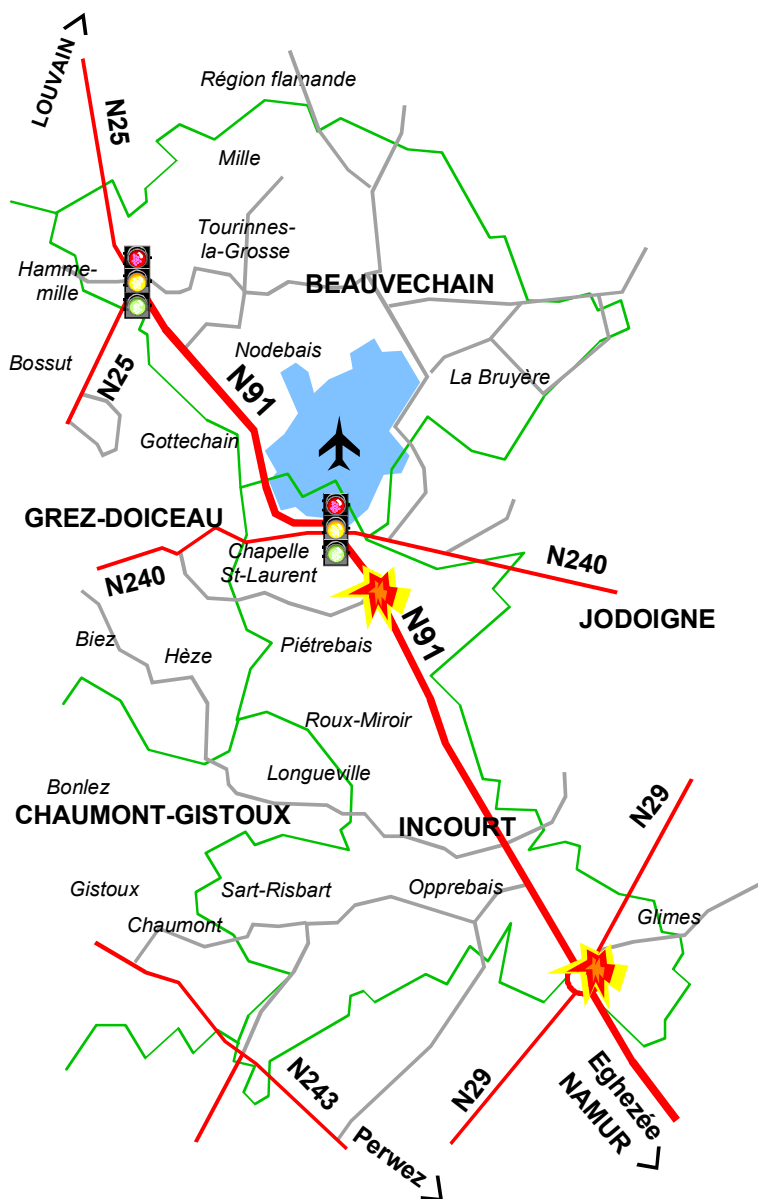 LOUVAIN
N25
Région flamande
Mille
Tourinnes-
la-Grosse
Hamme-
mille
BEAUVECHAIN
Bossut
N25
Nodebais
N91
La Bruyère
Gottechain
GREZ-DOICEAU
N240
Chapelle
St-Laurent
N240
JODOIGNE
N91
Biez
Hèze
Piétrebais
Roux-Miroir
Longueville
Bonlez
CHAUMONT-GISTOUX
INCOURT
N29
Gistoux
Sart-Risbart
Opprebais
Chaumont
Glimes
N243
N29
Perwez
Eghezée
NAMUR